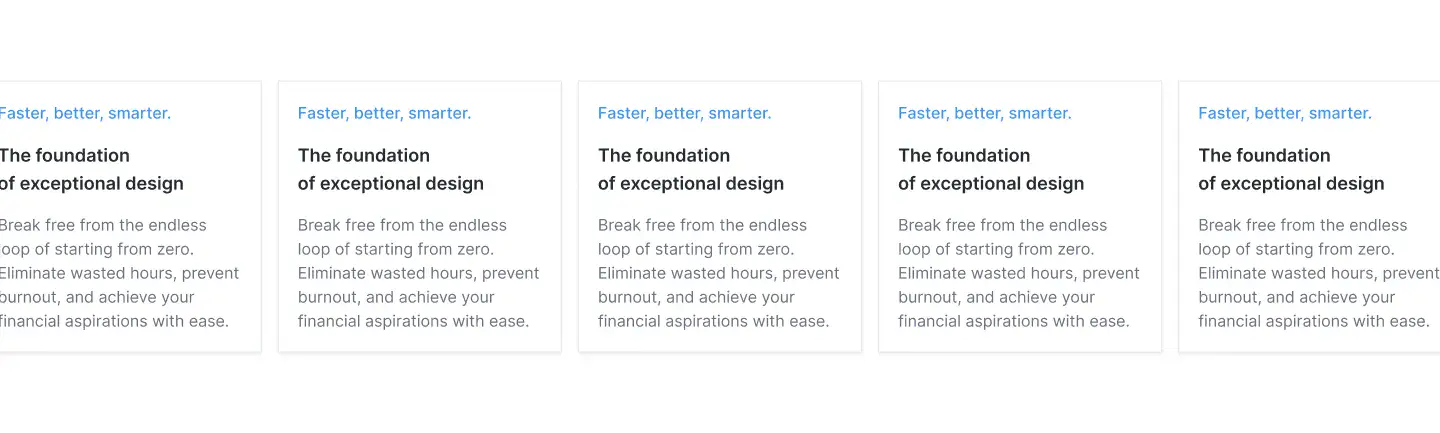 Faster, better, smarter.
The foundation
of exceptional design
Break free from the endless
loop of starting from zero.
Eliminate wasted hours, prevent
burnout, and achieve your
financial aspirations with ease.
Faster, better, smarter.
The foundation
of exceptional design
Break free from the endless
loop of starting from zero.
Eliminate wasted hours, prevent
burnout, and achieve your
financial aspirations with ease.
Faster, better, smarter.
The foundation
of exceptional design
Break free from the endless
loop of starting from zero.
Eliminate wasted hours, prevent
burnout, and achieve your
financial aspirations with ease.
Faster, better, smarter.
The foundation
of exceptional design
Break free from the endless
loop of starting from zero.
Eliminate wasted hours, prevent
burnout, and achieve your
financial aspirations with ease.
Faster, better, smarter.
The foundation
of exceptional design
Break free from the endless
loop of starting from zero.
Eliminate wasted hours, prevent
burnout, and achieve your
financial aspirations with ease.